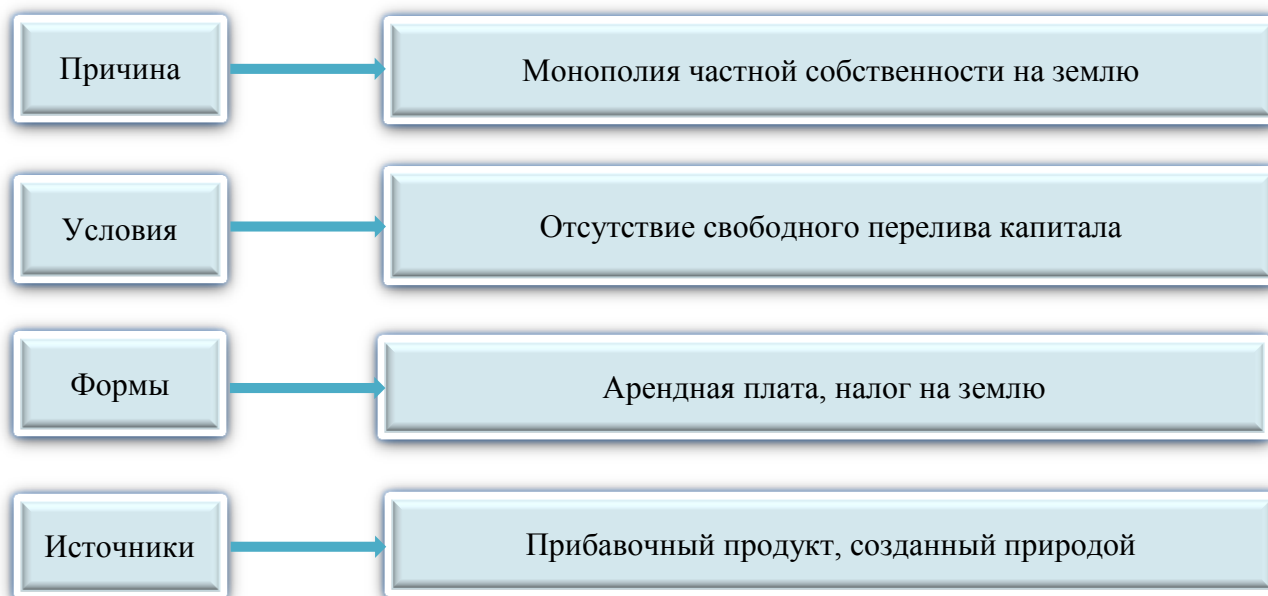 Причина
Монополия частной собственности на землю
Условия
Отсутствие свободного перелива капитала
Формы
Арендная плата, налог на землю
Источники
Прибавочный продукт, созданный природой